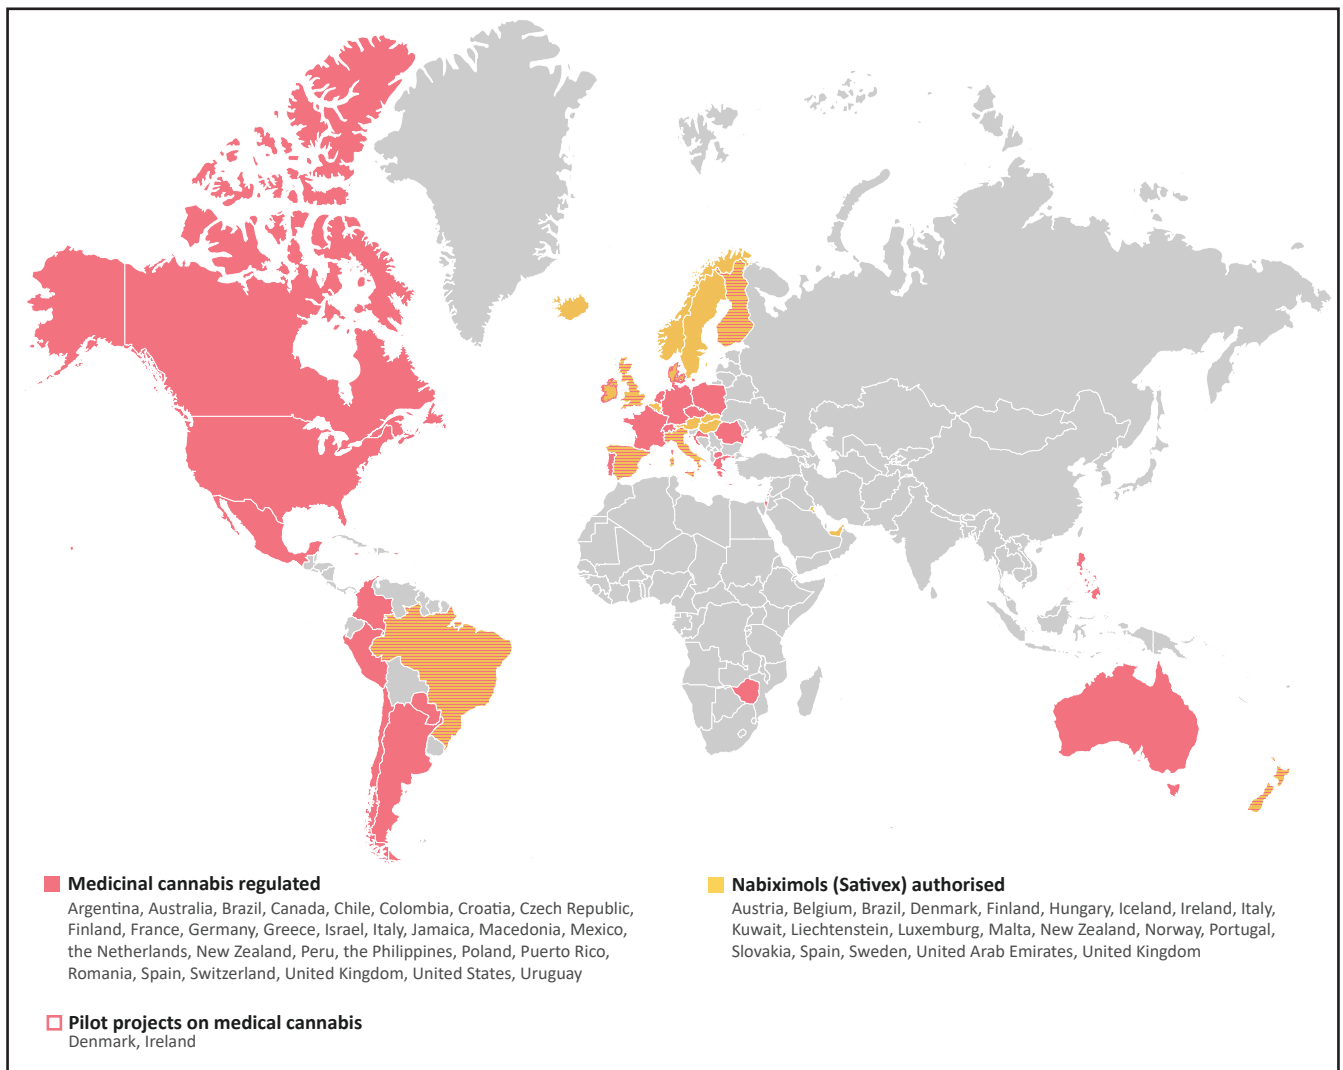 Medicinal cannabis regulated
Argentina, Australia, Brazil, Canada, Chile, Colombia, Croatia, Czech Republic,
Finland, France, Germany, Greece, Israel, Italy, Jamaica, Macedonia, Mexico,
the Netherlands, New Zealand, Peru, the Philippines, Poland, Puerto Rico,
Romania, Spain, Switzerland, United Kingdom, United States, Uruguay
Pilot projects on medical cannabis
Denmark, Ireland
Nabiximols (Sativex) authorised
Austria, Belgium, Brazil, Denmark, Finland, Hungary, Iceland, Ireland, Italy,
Kuwait, Liechtenstein, Luxemburg, Malta, New Zealand, Norway, Portugal,
Slovakia, Spain, Sweden, United Arab Emirates, United Kingdom